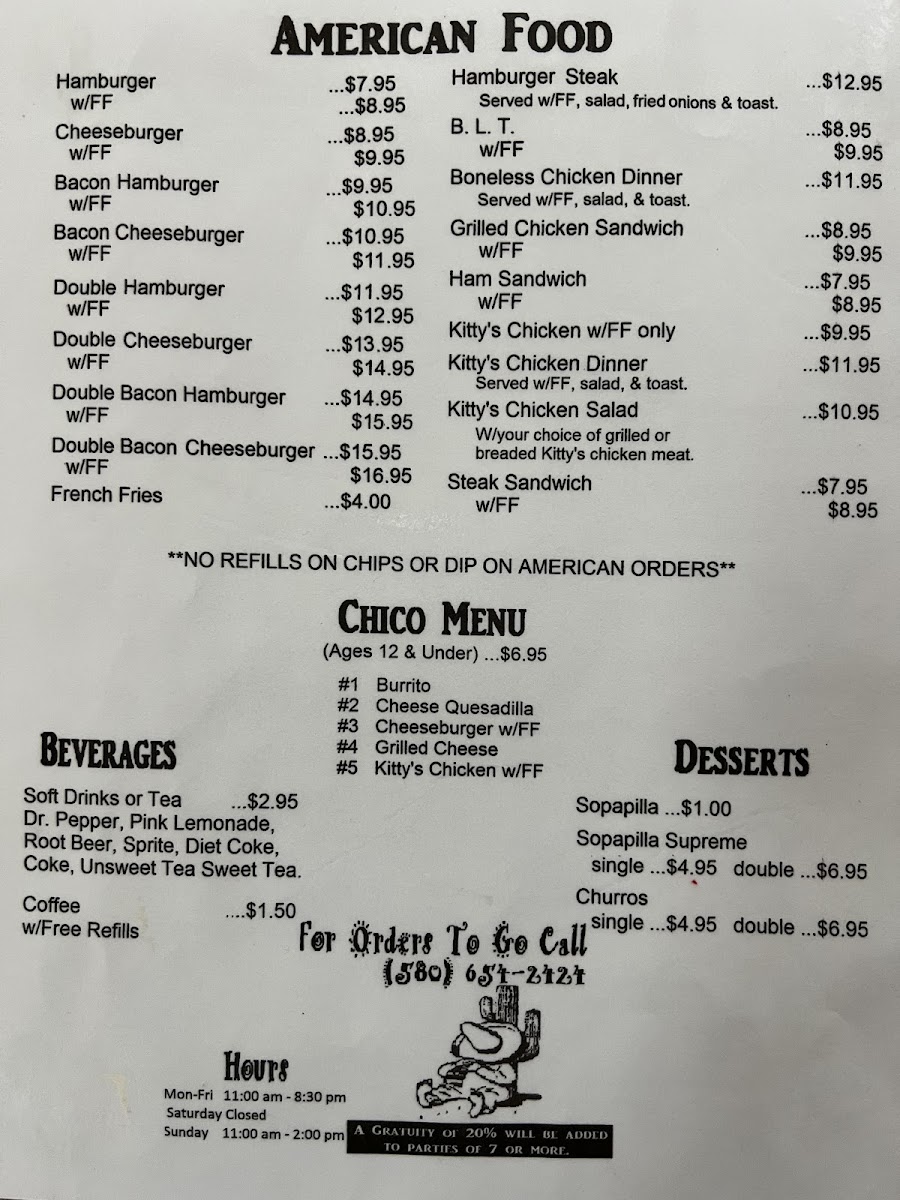 AMERICAN FOOD
Hamburger ...$7.95
w/FF ...$8.95
Cheeseburger ...$8.95
w/FF $9.95
Bacon Hamburger ...$9.95
w/FF $10.95
Bacon Cheeseburger ...$10.95
w/FF $11.95
Double Hamburger ...$11.95
w/FF $12.95
Double Cheeseburger ...$13.95
w/FF $14.95
Double Bacon Hamburger ...$14.95
w/FF $15.95
Double Bacon Cheeseburger ...$15.95
w/FF $16.95
French Fries ...$4.00
Hamburger Steak ...$12.95
Served w/FF, salad, fried onions & toast.
B. L. T. ...$8.95
w/FF $9.95
Boneless Chicken Dinner ...$11.95
Served w/FF, salad, & toast.
Grilled Chicken Sandwich ...$8.95
w/FF $9.95
Ham Sandwich ...$7.95
w/FF $8.95
Kitty's Chicken w/FF only ...$9.95
Kitty's Chicken Dinner ...$11.95
Served w/FF, salad, & toast.
Kitty's Chicken Salad ...$10.95
W/your choice of grilled or
breaded Kitty's chicken meat.
Steak Sandwich ...$7.95
w/FF $8.95
**NO REFILLS ON CHIPS OR DIP ON AMERICAN ORDERS**
CHICO MENU
(Ages 12 & Under) ...$6.95
#1 Burrito
#2 Cheese Quesadilla
#3 Cheeseburger w/FF
#4 Grilled Cheese
#5 Kitty's Chicken w/FF
BEVERAGES
Soft Drinks or Tea ...$2.95
Dr. Pepper, Pink Lemonade,
Root Beer, Sprite, Diet Coke,
Coke, Unsweet Tea Sweet Tea.
Coffee ....$1.50
w/Free Refills
DESSERTS
Sopapilla ...$1.00
Sopapilla Supreme
single ...$4.95 double ...$6.95
Churros
single ...$4.95 double ...$6.95
For Orders To Go Call
(580) 654-2424
Hours
Mon-Fri 11:00 am - 8:30 pm
Saturday Closed
Sunday 11:00 am - 2:00 pm
A GRATUITY OF 20% WILL BE ADDED
TO PARTIES OF 7 OR MORE.